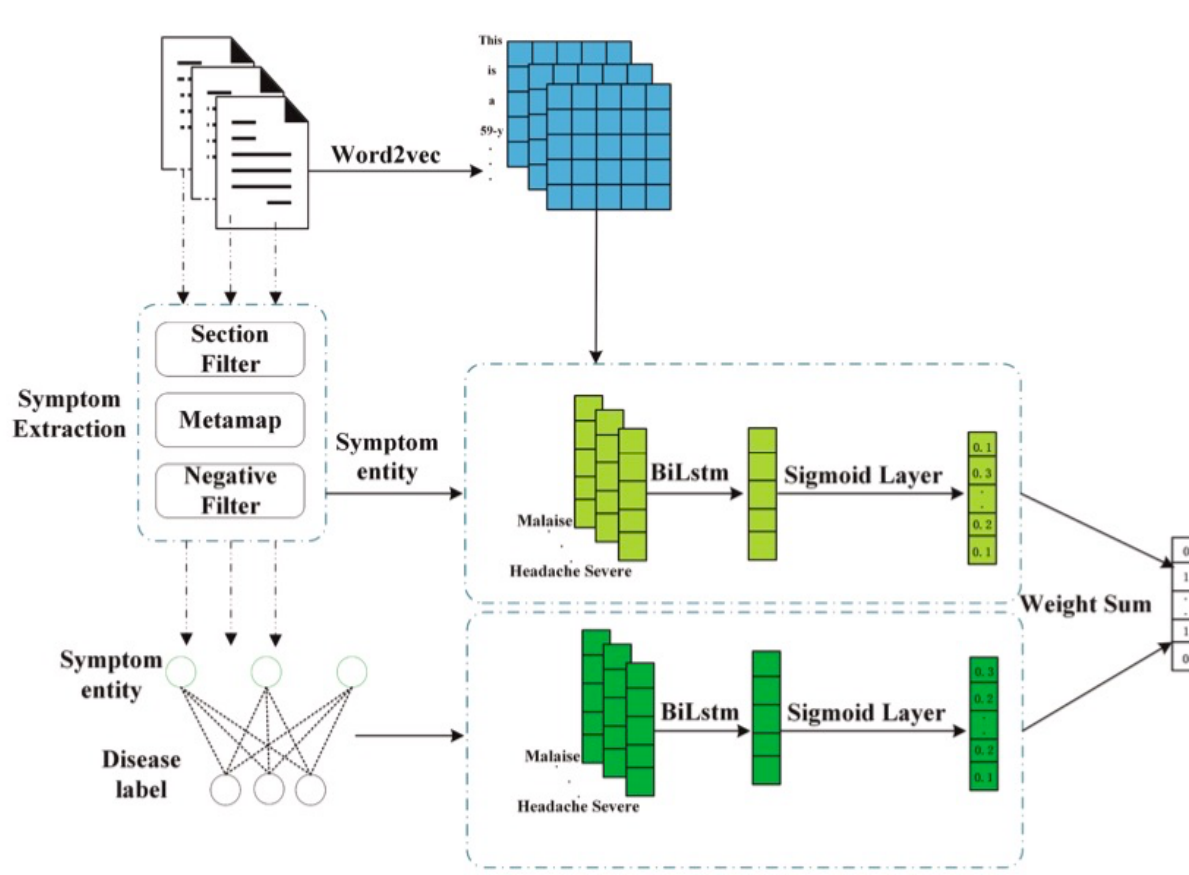 This
is
a
59-y
.
.
.
Word2vec
Section
Filter
Metamap
Negative
Filter
Symptom
Extraction
Symptom
entity
BiLstm
Sigmoid Layer
Malaise
.
.
Headache Severe
0.1
0.3
.
.
0.2
0.1
Weight Sum
0
1
.
.
1
0
Symptom
entity
Disease
label
BiLstm
Sigmoid Layer
Malaise
.
.
Headache Severe
0.3
0.2
.
.
0.2
0.1